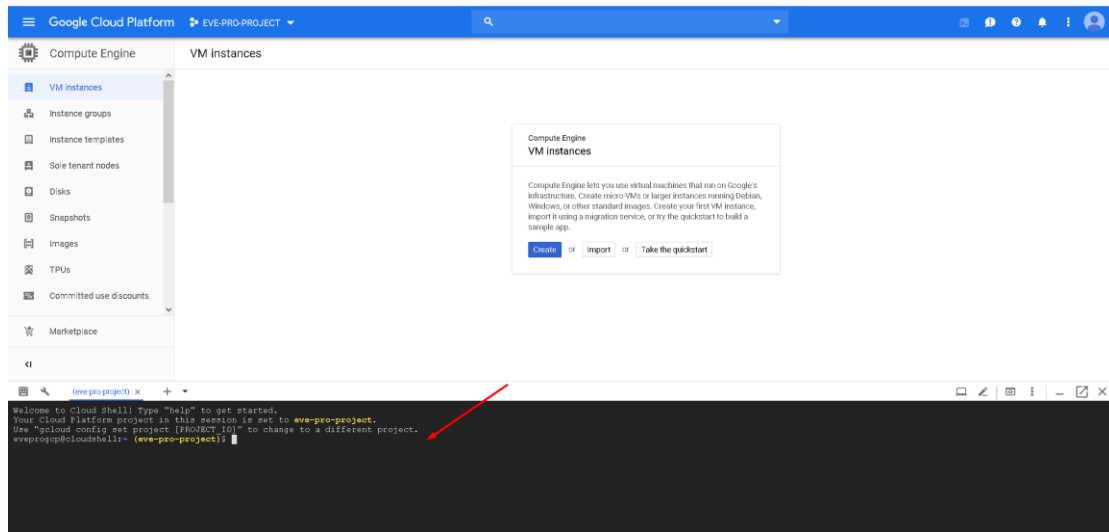 Google Cloud Platform EVE-PRO-PROJECT
Compute Engine VM instances
VM instances
Instance groups
Instance templates
Sole tenant nodes
Disks
Snapshots
Images
TPUs
Committed use discounts
Marketplace
Compute Engine
VM instances
Compute Engine lets you use virtual machines that run on Google's
infrastructure. Create micro-VMs or larger instances running Debian,
Windows, or other standard images. Create your first VM instance,
import it using a migration service, or try the quickstart to build a
sample app.
Create or Import or Take the quickstart
(eve-pro-project)
Welcome to Cloud Shell! Type "help" to get started.
Your Cloud Platform project in this session is set to eve-pro-project.
Use "gcloud config set project [PROJECT_ID]" to change to a different project.
eveprogcp@cloudshell:~ (eve-pro-project)$